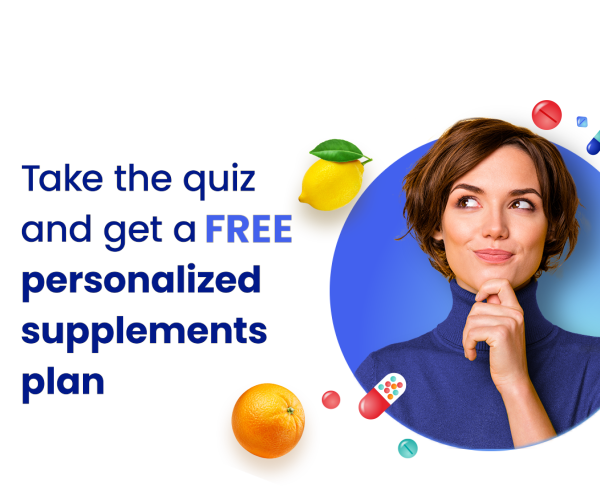 Take the quiz
and get a FREE
personalized
supplements
plan